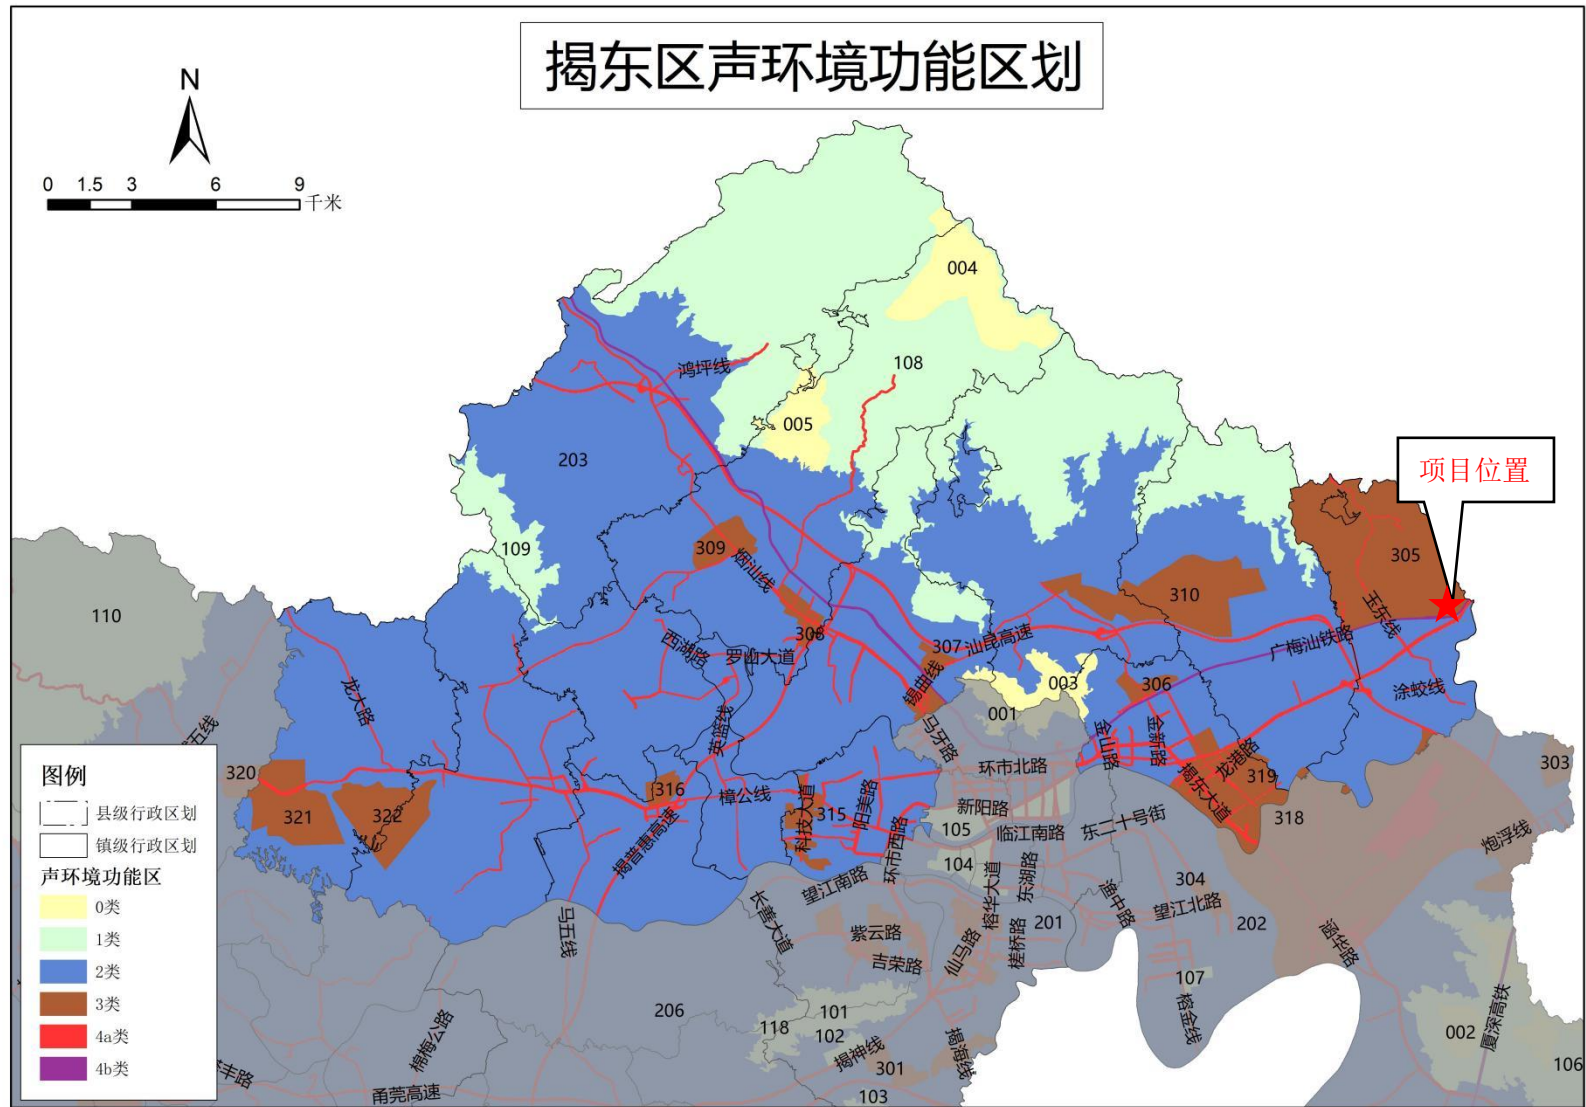 揭东区声环境功能区划
N
0 1.5 3 6 9
千米
004
108
鸿坪线
005
203
项目位置
109
309
305
烟汕线
310
110
玉东线
308
307
汕昆高速
西湖路
罗山大道
广梅汕铁路
003
306
锡曲线
涂蛟线
龙大路
001
英蓝线
马牙路
金山路
金新路
龙港路
五线
环市北路
揭东大道
319
303
320
316
樟公线
科技大道
阳美路
新阳路
321
322
315
105
临江南路
东二十号街
318
炮浮线
揭普惠高速
环市西路
104
榕华大道
东湖路
304
望江南路
渔中路
望江北路
长善大道
马五线
紫云路
201
202
涵华路
吉荣路
仙马路
槎桥路
107
榕金线
206
101
厦深高铁
118
102
002
棉梅公路
揭神线
揭海线
301
106
丰路
甬莞高速
103
图例
县级行政区划
镇级行政区划
声环境功能区
0类
1类
2类
3类
4a类
4b类